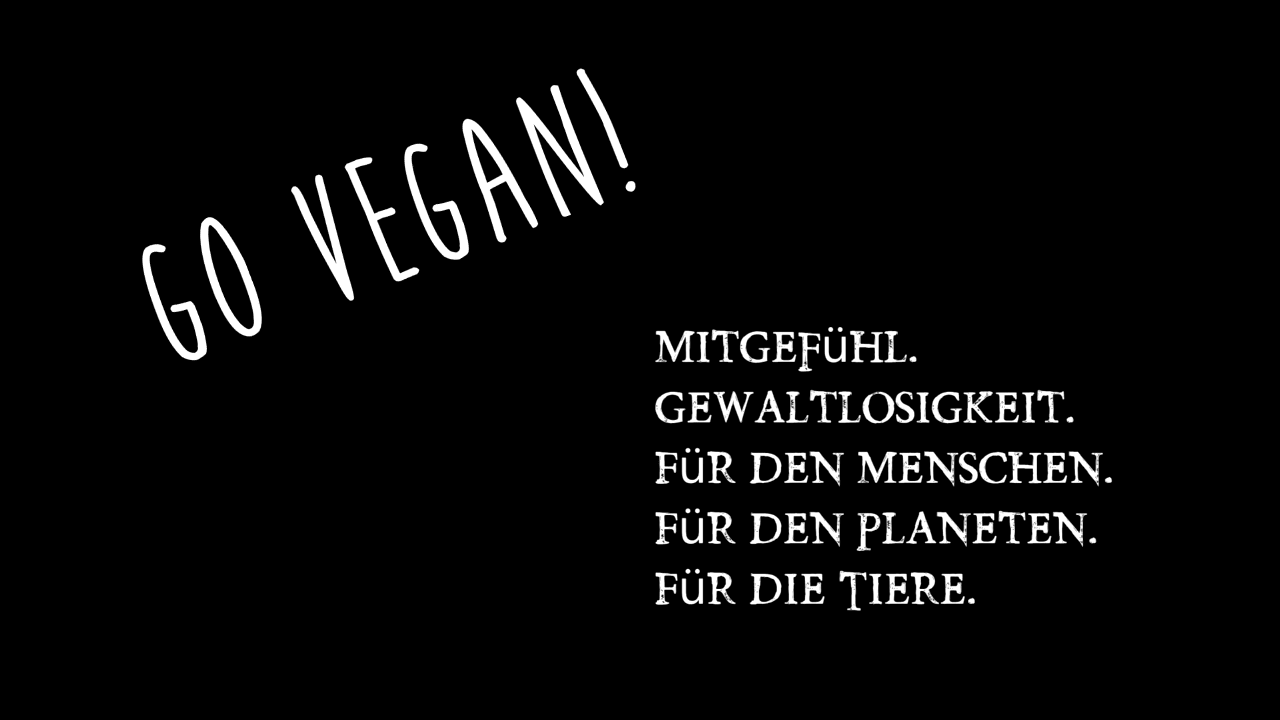 GO VEGAN!
MITGEFÜHL.
GEWALTLOSIGKEIT.
FÜR DEN MENSCHEN.
FÜR DEN PLANETEN.
FÜR DIE TIERE.